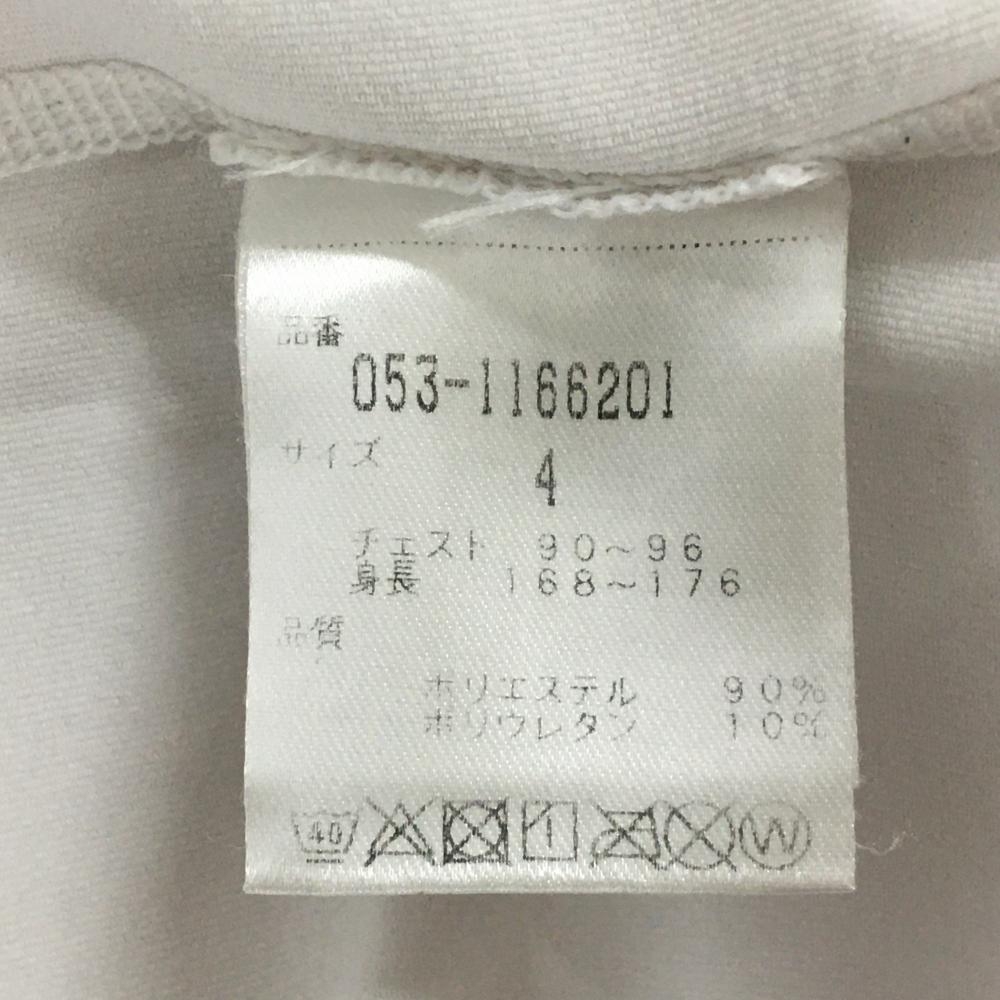 品番
053-1166201
サイズ
4
チェスト 90~96
身長 168~176
品質
ポリエステル 90%
ポリウレタン 10%
40 W